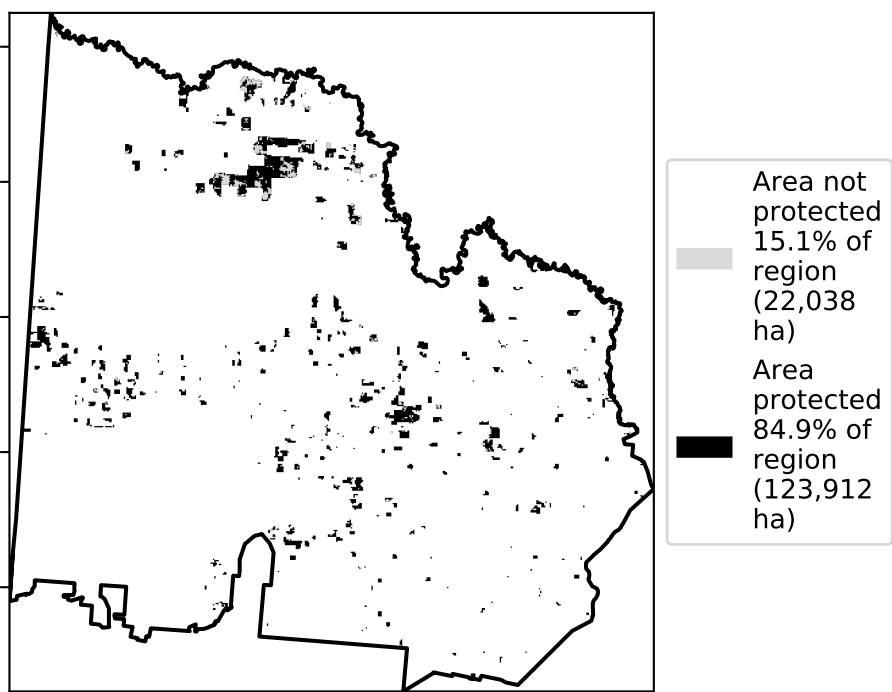 Area not
protected
15.1% of
region
(22,038
ha)
Area
protected
84.9% of
region
(123,912
ha)